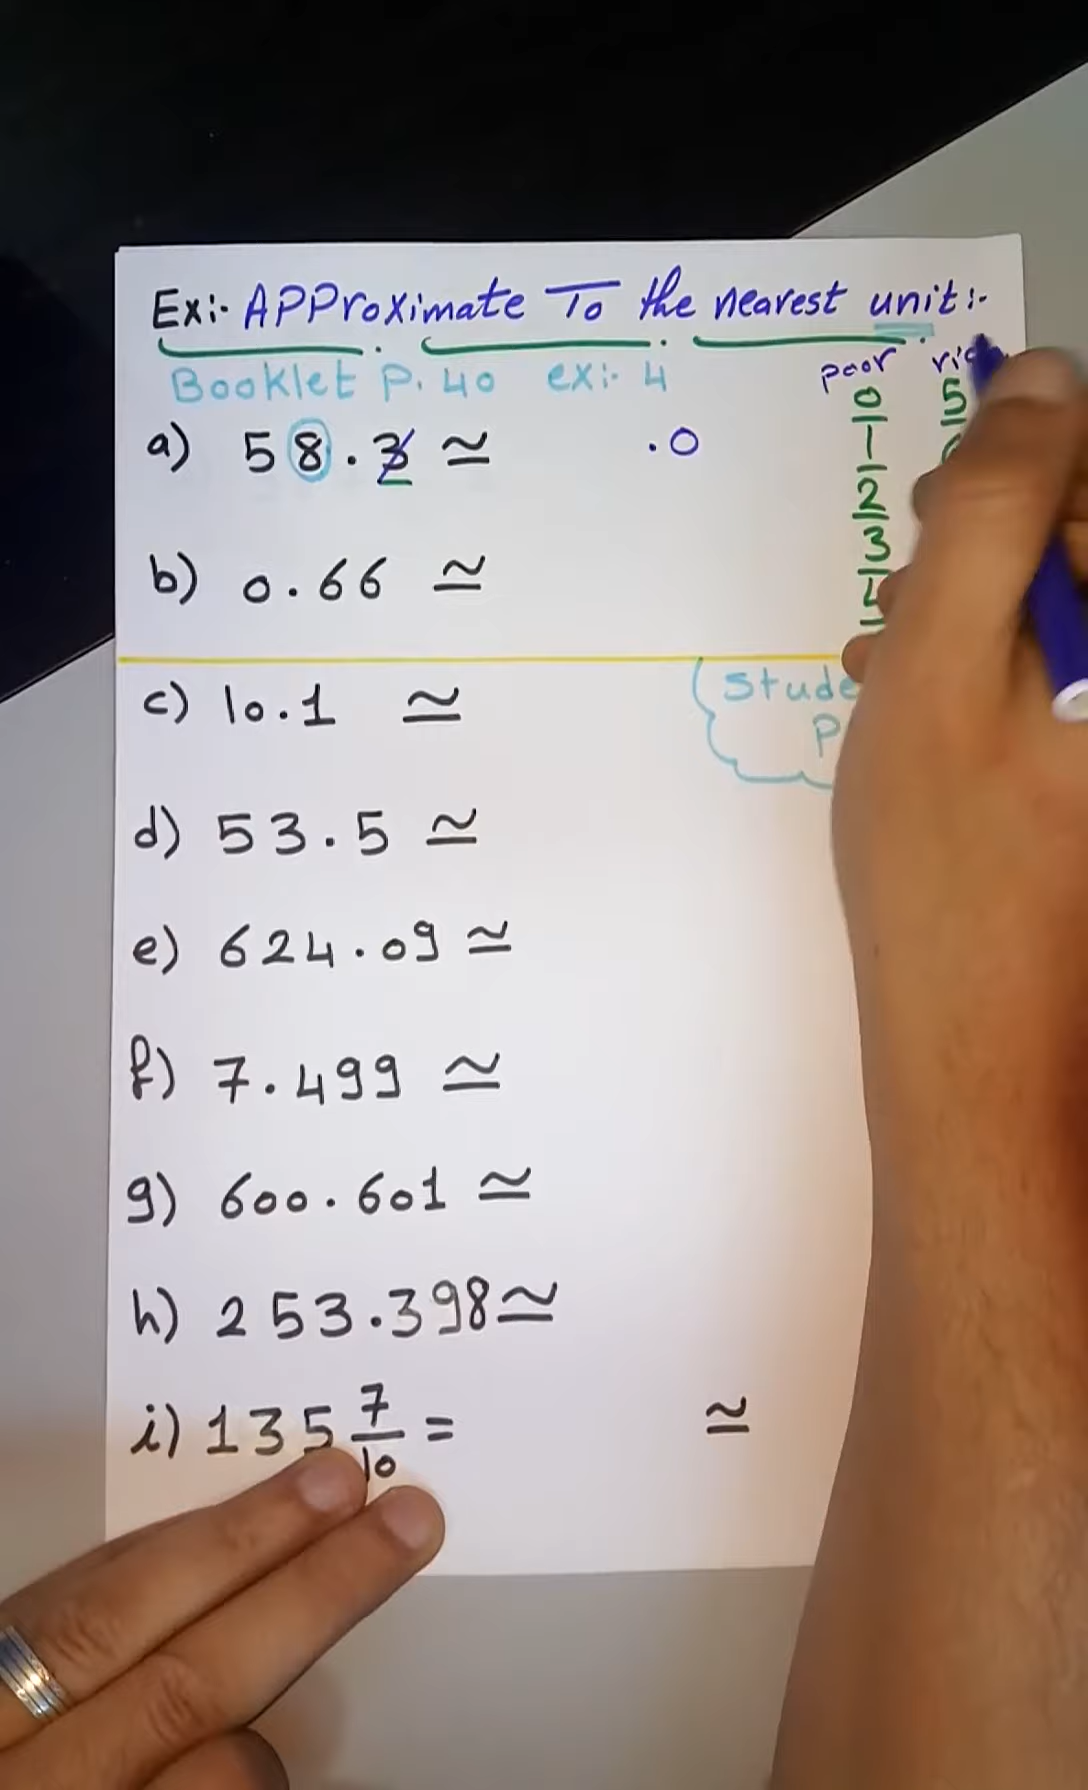 Ex:- APProximate To the nearest unit:-
Booklet P. 40 ex:- 4
poor
0
1
2
3
5
a) 58.3 ≃ .0
b) 0.66 ≃
c) 10.1 ≃
d) 53.5 ≃
e) 624.09 ≃
f) 7.499 ≃
g) 600.601 ≃
h) 253.398 ≃
i) 135 7/10 = ≃